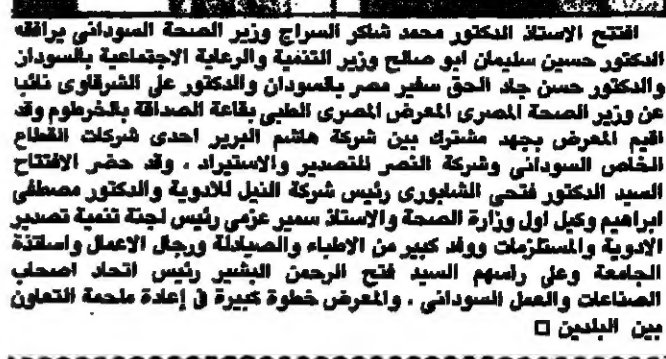 افتتح الاستاذ الدكتور محمد شاكر السراج وزير الصحة السودانى يرافقه
الدكتور حسين سليمان ابو صالح وزير التنمية والرعاية الاجتماعية بالسودان
والدكتور حسن جاد الحق سفير مصر بالسودان والدكتور على الشرقاوى نائب
عن وزير الصحة المصرى المعرض المصرى الطبى بقاعة الصداقة بالخرطوم وقد
اقيم المعرض بجهد مشترك بين شركة هاشم البرير احدى شركات القطاع
الخاص السودانى وشركة النصر للتصدير والاستيراد . وقد حضر الافتتاح
السيد الدكتور فتحى الشابورى رئيس شركة النيل للادوية والدكتور مصطفى
ابراهيم وكيل اول وزارة الصحة والاستاذ سمير عزمى رئيس لجنة تنمية تصدير
الادوية والمستلزمات ووفد كبير من الاطباء والصيادلة ورجال الاعمال واساتذة
الجامعة وعلى راسهم السيد فتح الرحمن البشير رئيس اتحاد اصحاب
الصناعات والعمل السودانى . والمعرض خطوة كبيرة فى إعادة ملحمة التعاون
بين البلدين □